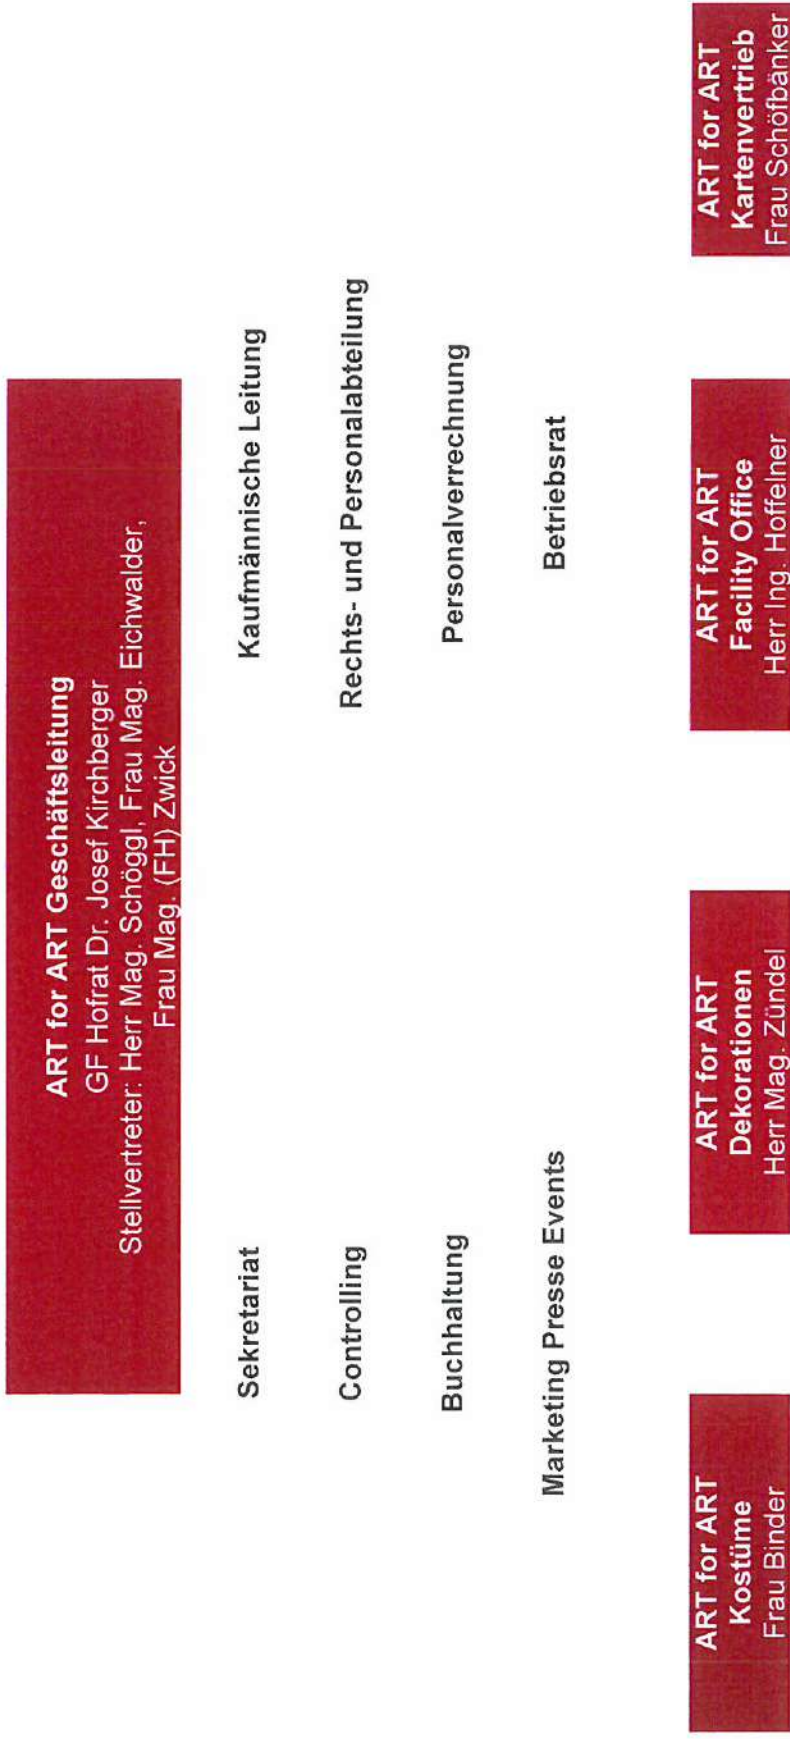 ART for ART Geschäftsleitung
GF Hofrat Dr. Josef Kirchberger
Stellvertreter: Herr Mag. Schöggl, Frau Mag. Eichwalder,
Frau Mag. (FH) Zwick
Sekretariat
Kaufmännische Leitung
Controlling
Rechts- und Personalabteilung
Buchhaltung
Personalverrechnung
Marketing Presse Events
Betriebsrat
ART for ART
Kostüme
Frau Binder
ART for ART
Dekorationen
Herr Mag. Zündel
ART for ART
Facility Office
Herr Ing. Hoffelner
ART for ART
Kartenvertrieb
Frau Schöfbänker